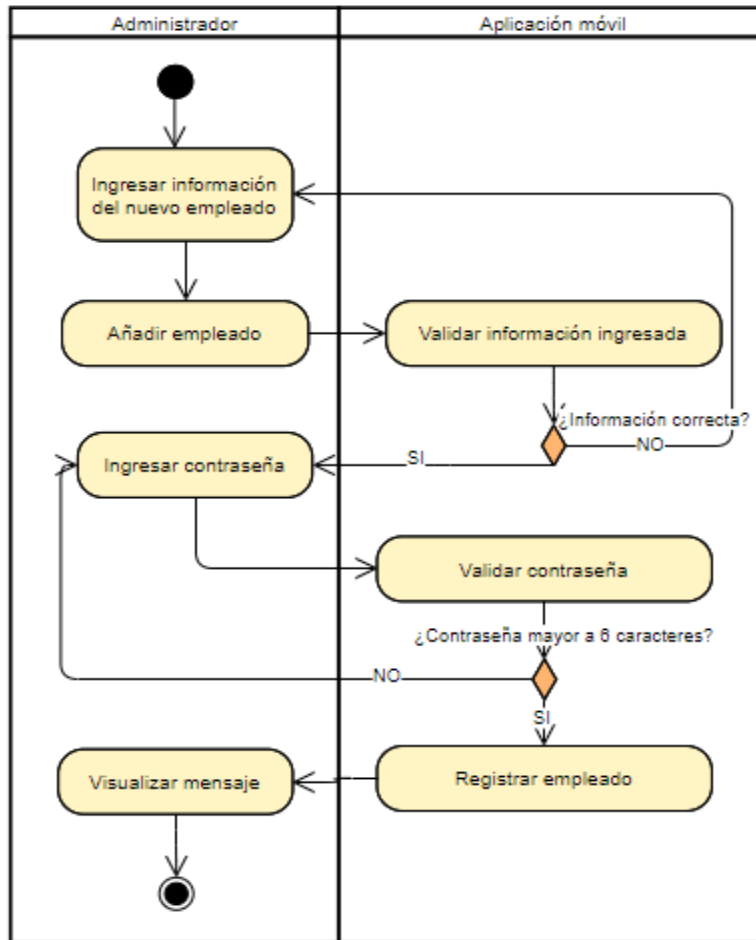 Administrador
Aplicación móvil
Ingresar información
del nuevo empleado
Añadir empleado
Validar información ingresada
¿Información correcta?
NO
SI
Ingresar contraseña
Validar contraseña
¿Contraseña mayor a 6 caracteres?
NO
SI
Visualizar mensaje
Registrar empleado